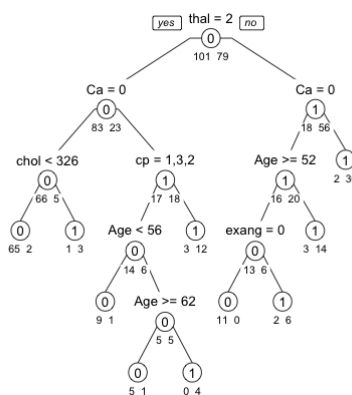 yes thal = 2 no
0
101 79
Ca = 0 Ca = 0
0 1
83 23 18 56
chol < 326 cp = 1,3,2 Age >= 52
0 1 0 1
66 5 17 18 16 20 2 3
Age < 56 exang = 0
0 1 0 1 0 1
65 2 1 3 14 6 3 12 13 6 3 14
Age >= 62
0 0 0 1
9 1 5 5 11 0 2 6
0 1
5 1 0 4